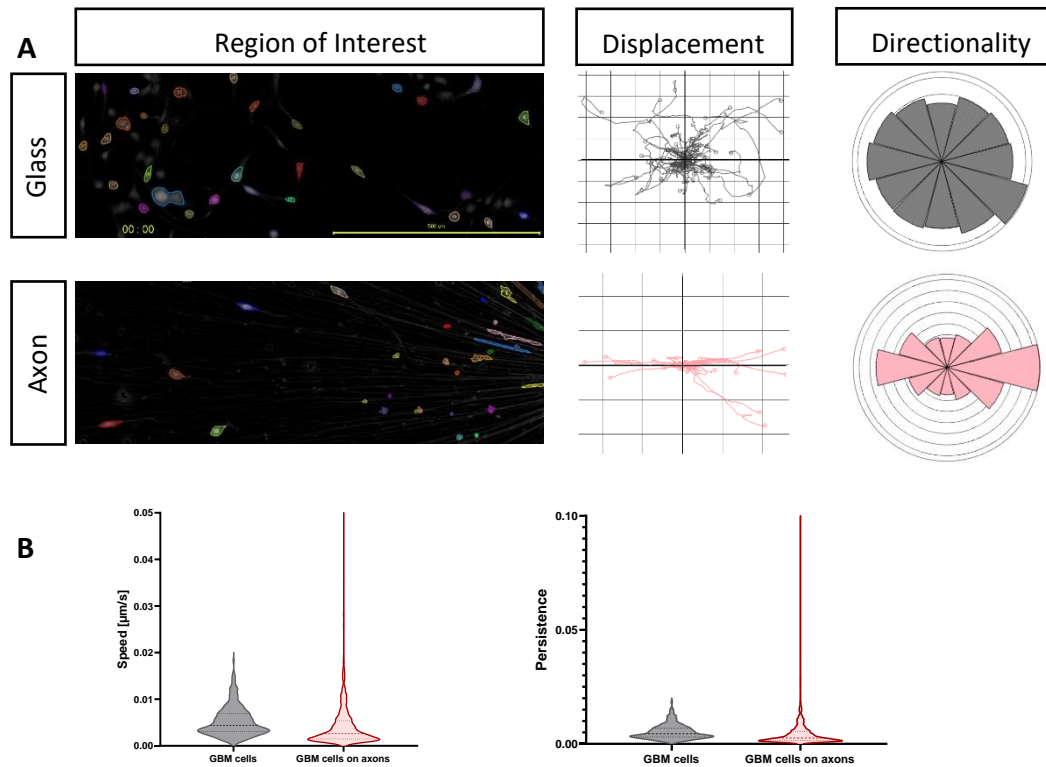 A
Region of Interest
Displacement
Directionality
Glass
00:00
500 µm
Axon
B
0.05
0.04
0.03
0.02
0.01
0.00
Speed [µm/s]
GBM cells
GBM cells on axons
0.10
0.05
0.00
Persistence
GBM cells
GBM cells on axons